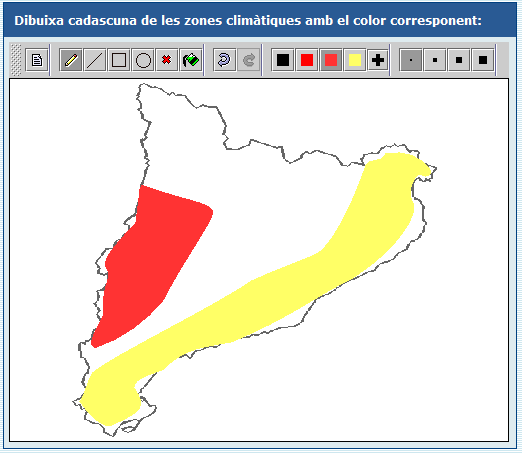 Dibuixa cadascuna de les zones climàtiques amb el color corresponent: